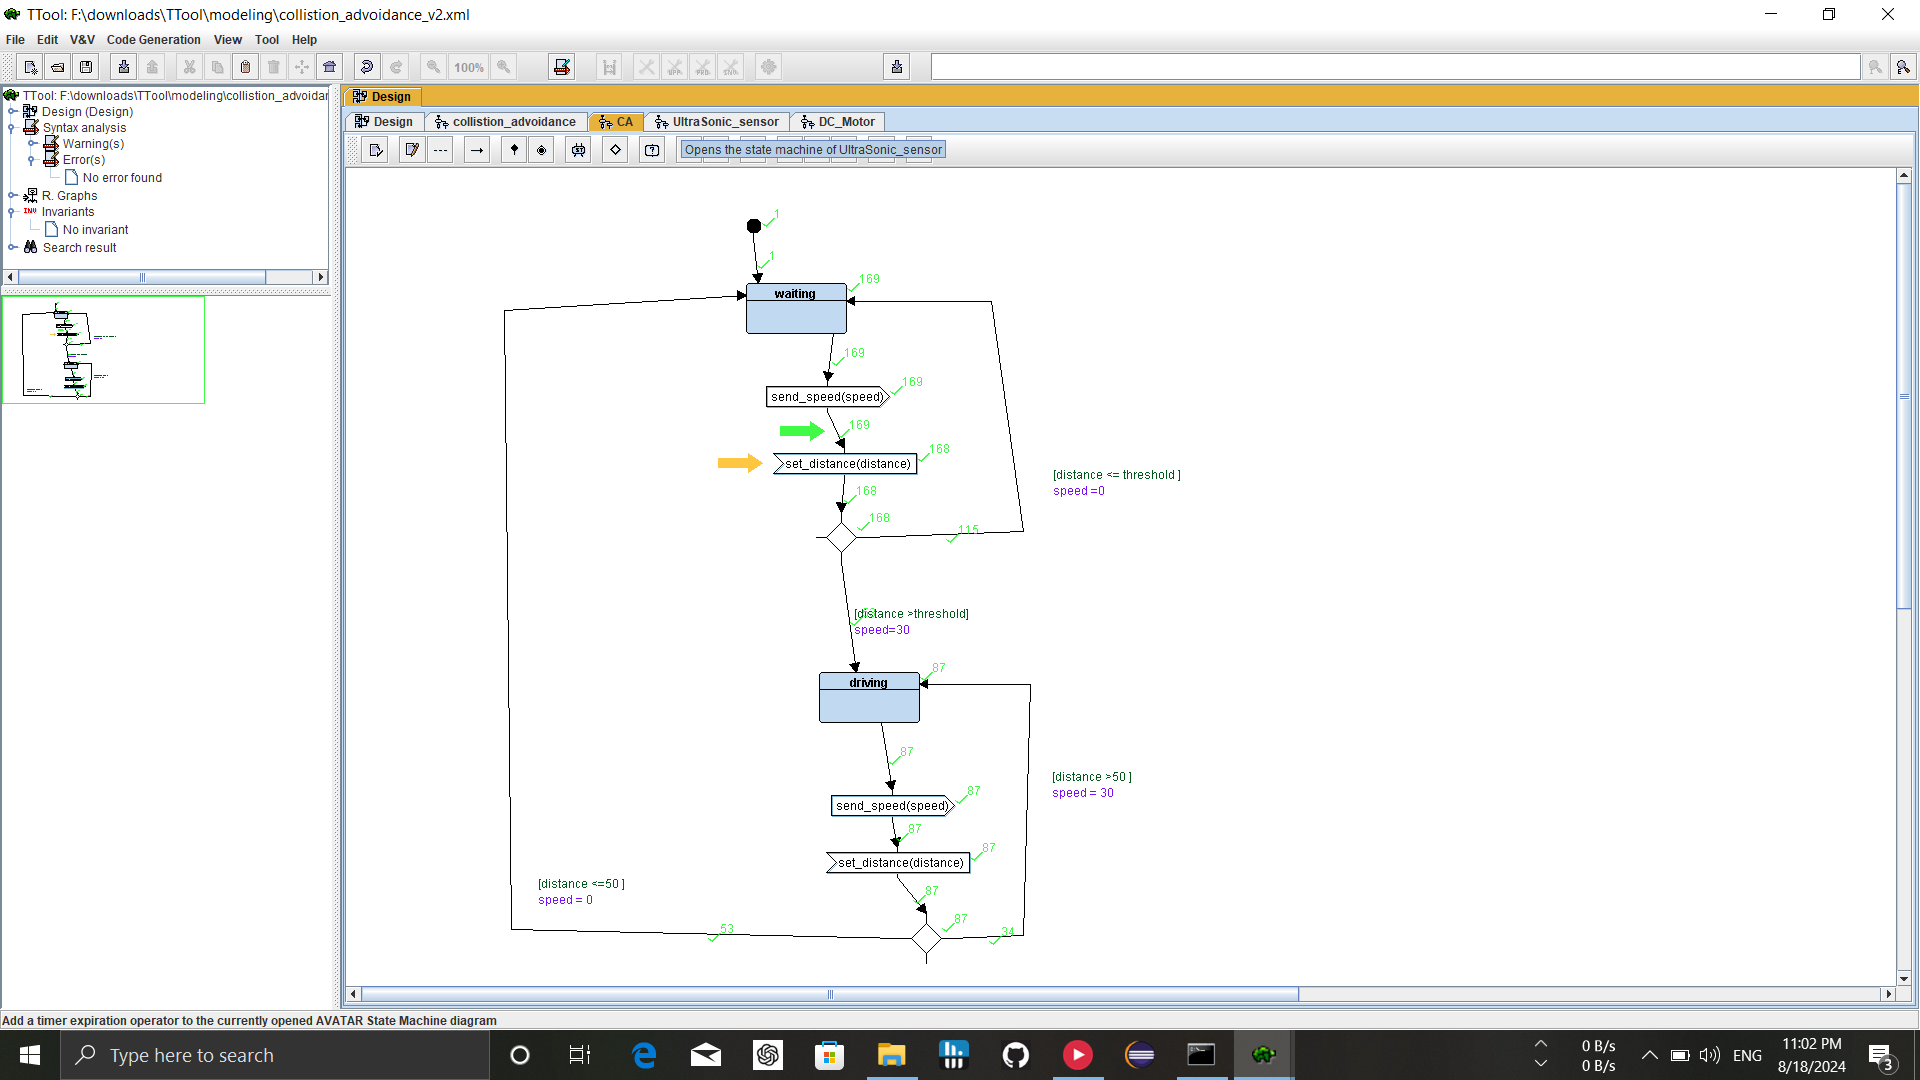 TTool: F:\downloads\TTool\modeling\collistion_advoidance_v2.xml
File Edit V&V Code Generation View Tool Help
100%
TTool: F:\downloads\TTool\modeling\collistion_advoidar
Design (Design)
Syntax analysis
Warning(s)
Error(s)
No error found
R. Graphs
Invariants
No invariant
Search result
Design
Design collistion_advoidance CA UltraSonic_sensor DC_Motor
Opens the state machine of UltraSonic_sensor
1
1
169
waiting
169
169
send_speed(speed)
169
168
set_distance(distance)
168
168
115
[distance <= threshold ]
speed =0
[distance >threshold]
speed=30
87
driving
87
87
send_speed(speed)
87
87
set_distance(distance)
87
87
34
[distance >50 ]
speed = 30
[distance <=50 ]
speed = 0
53
Add a timer expiration operator to the currently opened AVATAR State Machine diagram
Type here to search
0 B/s
0 B/s
ENG
11:02 PM
8/18/2024
3